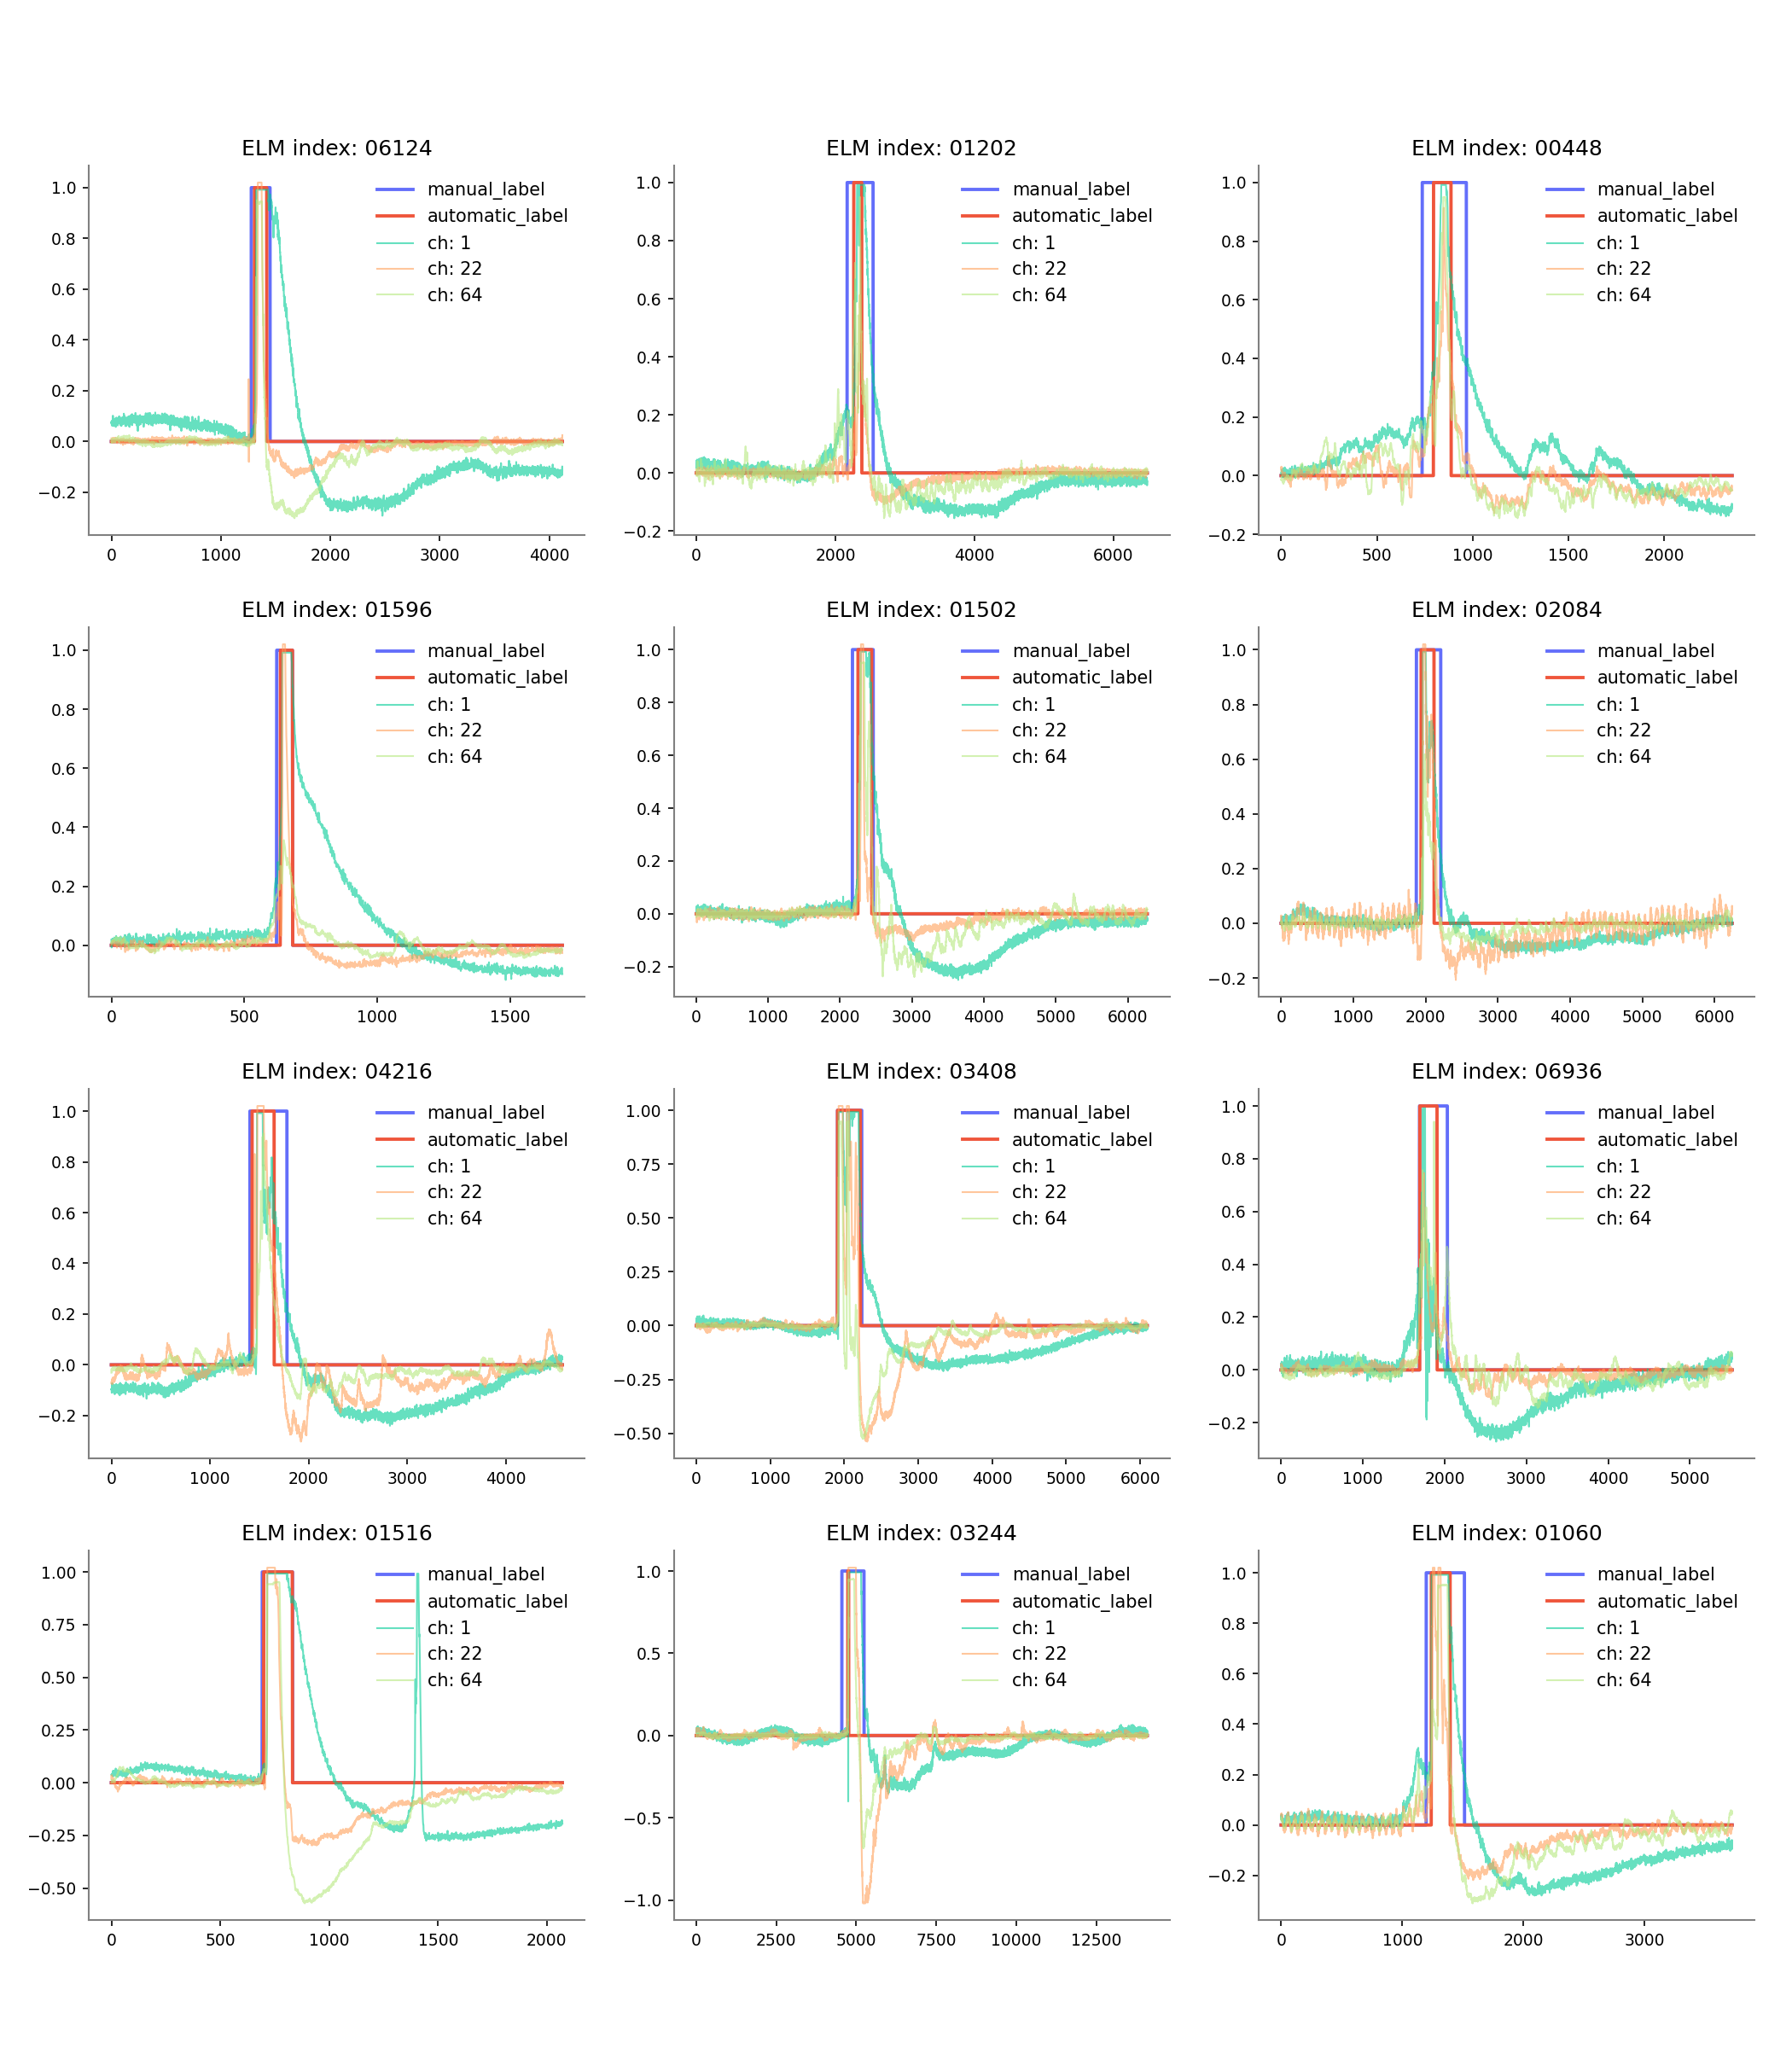 ELM index: 06124
1.0
0.8
0.6
0.4
0.2
0.0
−0.2
manual_label
automatic_label
ch: 1
ch: 22
ch: 64
0 1000 2000 3000 4000
ELM index: 01202
1.0
0.8
0.6
0.4
0.2
0.0
−0.2
manual_label
automatic_label
ch: 1
ch: 22
ch: 64
0 2000 4000 6000
ELM index: 00448
1.0
0.8
0.6
0.4
0.2
0.0
−0.2
manual_label
automatic_label
ch: 1
ch: 22
ch: 64
0 500 1000 1500 2000
ELM index: 01596
1.0
0.8
0.6
0.4
0.2
0.0
manual_label
automatic_label
ch: 1
ch: 22
ch: 64
0 500 1000 1500
ELM index: 01502
1.0
0.8
0.6
0.4
0.2
0.0
−0.2
manual_label
automatic_label
ch: 1
ch: 22
ch: 64
0 1000 2000 3000 4000 5000 6000
ELM index: 02084
1.0
0.8
0.6
0.4
0.2
0.0
−0.2
manual_label
automatic_label
ch: 1
ch: 22
ch: 64
0 1000 2000 3000 4000 5000 6000
ELM index: 04216
1.0
0.8
0.6
0.4
0.2
0.0
−0.2
manual_label
automatic_label
ch: 1
ch: 22
ch: 64
0 1000 2000 3000 4000
ELM index: 03408
1.00
0.75
0.50
0.25
0.00
−0.25
−0.50
manual_label
automatic_label
ch: 1
ch: 22
ch: 64
0 1000 2000 3000 4000 5000 6000
ELM index: 06936
1.0
0.8
0.6
0.4
0.2
0.0
−0.2
manual_label
automatic_label
ch: 1
ch: 22
ch: 64
0 1000 2000 3000 4000 5000
ELM index: 01516
1.00
0.75
0.50
0.25
0.00
−0.25
−0.50
manual_label
automatic_label
ch: 1
ch: 22
ch: 64
0 500 1000 1500 2000
ELM index: 03244
1.0
0.5
0.0
−0.5
−1.0
manual_label
automatic_label
ch: 1
ch: 22
ch: 64
0 2500 5000 7500 10000 12500
ELM index: 01060
1.0
0.8
0.6
0.4
0.2
0.0
−0.2
manual_label
automatic_label
ch: 1
ch: 22
ch: 64
0 1000 2000 3000